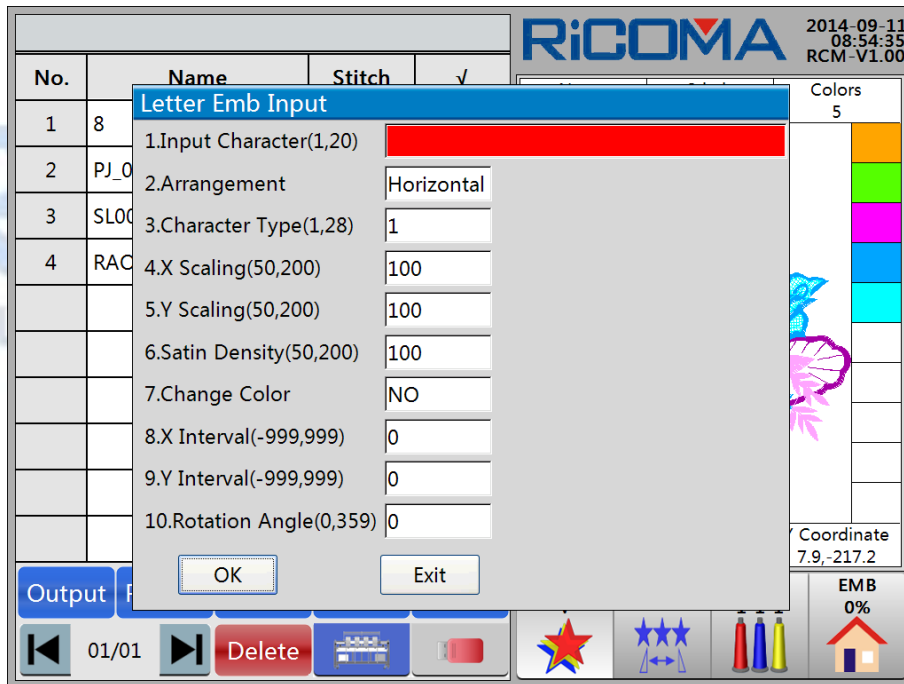 RiCOMA
2014-09-11
08:54:35
RCM-V1.00
No. Name Stitch √
1 8
2 PJ_0
3 SL00
4 RAC
Colors
5
Letter Emb Input
1.Input Character(1,20)
2.Arrangement Horizontal
3.Character Type(1,28) 1
4.X Scaling(50,200) 100
5.Y Scaling(50,200) 100
6.Satin Density(50,200) 100
7.Change Color NO
8.X Interval(-999,999) 0
9.Y Interval(-999,999) 0
10.Rotation Angle(0,359) 0
OK Exit
Coordinate
7.9,-217.2
Output
EMB
0%
01/01 Delete